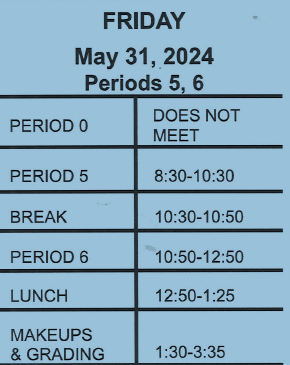 FRIDAY
May 31, 2024
Periods 5, 6
PERIOD 0 DOES NOT
MEET
PERIOD 5 8:30-10:30
BREAK 10:30-10:50
PERIOD 6 10:50-12:50
LUNCH 12:50-1:25
MAKEUPS
& GRADING 1:30-3:35